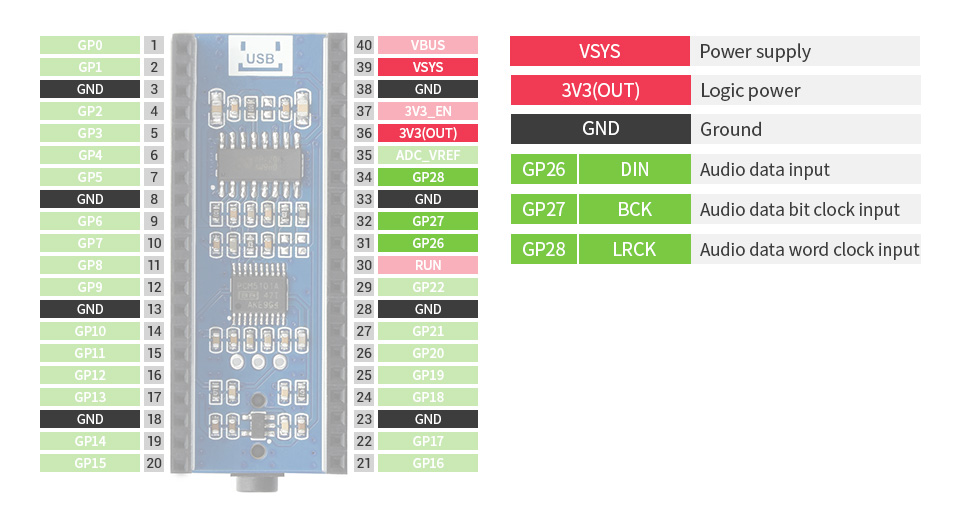 GP0 1 USB 40 VBUS
GP1 2 39 VSYS
GND 3 38 GND
GP2 4 37 3V3_EN
GP3 5 36 3V3(OUT)
GP4 6 35 ADC_VREF
GP5 7 34 GP28
GND 8 33 GND
GP6 9 32 GP27
GP7 10 31 GP26
GP8 11 30 RUN
GP9 12 29 GP22
GND 13 28 GND
GP10 14 27 GP21
GP11 15 26 GP20
GP12 16 25 GP19
GP13 17 24 GP18
GND 18 23 GND
GP14 19 22 GP17
GP15 20 21 GP16
VSYS Power supply
3V3(OUT) Logic power
GND Ground
GP26 DIN Audio data input
GP27 BCK Audio data bit clock input
GP28 LRCK Audio data word clock input